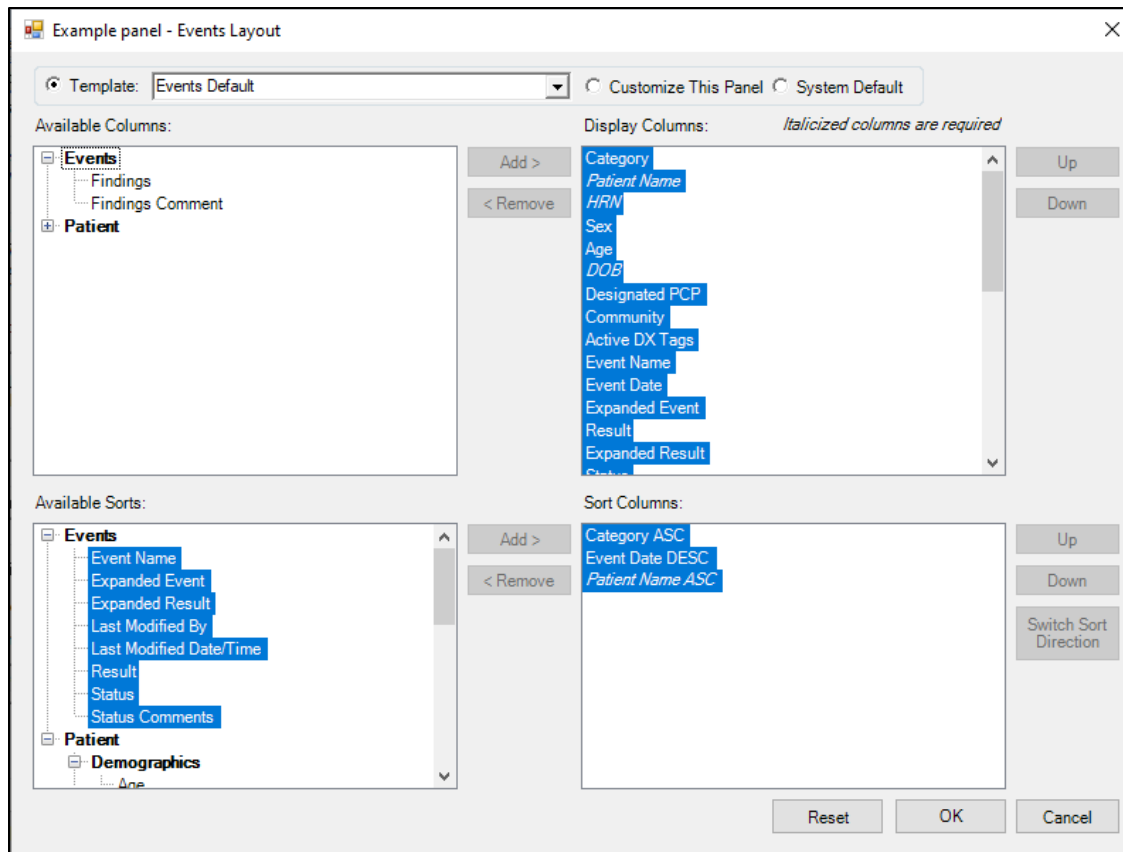 Example panel - Events Layout
Template: Events Default Customize This Panel System Default
Available Columns:
Events
Findings
Findings Comment
Patient
Add >
< Remove
Display Columns: Italicized columns are required
Category
Patient Name
HRN
Sex
Age
DOB
Designated PCP
Community
Active DX Tags
Event Name
Event Date
Expanded Event
Result
Expanded Result
Status
Up
Down
Available Sorts:
Events
Event Name
Expanded Event
Expanded Result
Last Modified By
Last Modified Date/Time
Result
Status
Status Comments
Patient
Demographics
Age
Add >
< Remove
Sort Columns:
Category ASC
Event Date DESC
Patient Name ASC
Up
Down
Switch Sort
Direction
Reset OK Cancel